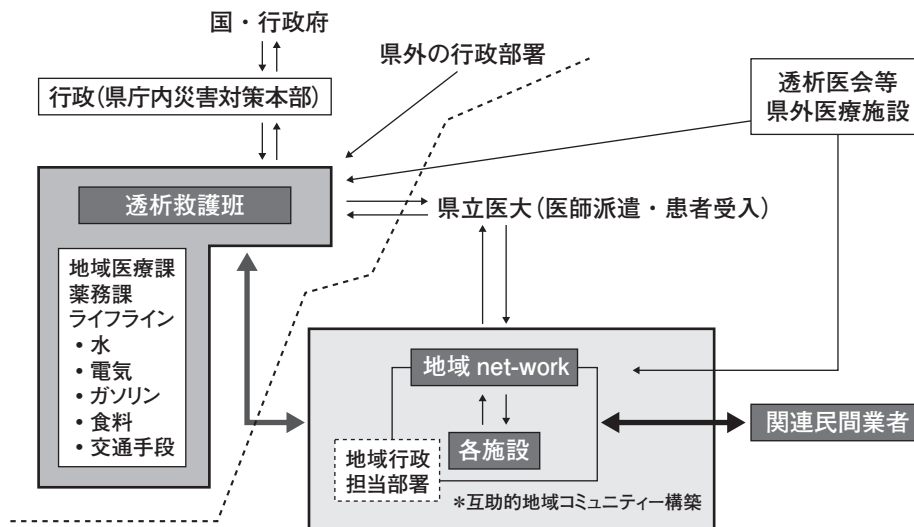 国・行政府
県外の行政部署
行政（県庁内災害対策本部）
透析医会等
県外医療施設
透析救護班
県立医大（医師派遣・患者受入）
地域医療課
薬務課
ライフライン
・水
・電気
・ガソリン
・食料
・交通手段
地域 net-work
各施設
関連民間業者
地域行政
担当部署
＊互助的地域コミュニティー構築